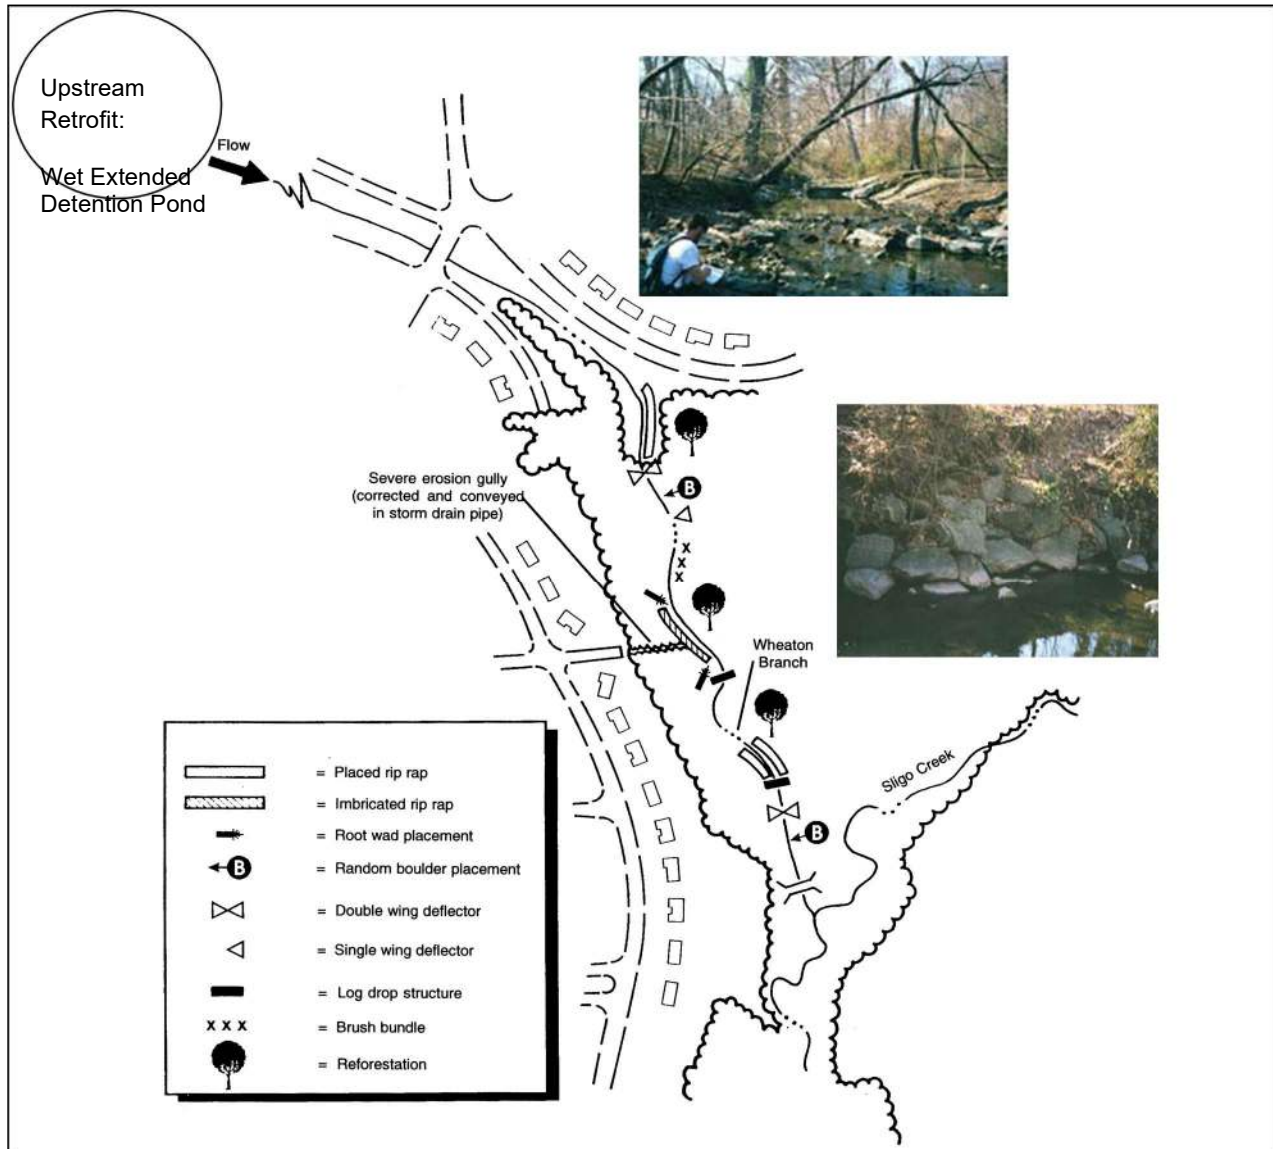 Upstream
Retrofit:
Wet Extended
Detention Pond
Flow
Severe erosion gully
(corrected and conveyed
in storm drain pipe)
B
Wheaton
Branch
Sligo Creek
B
= Placed rip rap
= Imbricated rip rap
= Root wad placement
B = Random boulder placement
= Double wing deflector
= Single wing deflector
= Log drop structure
x x x = Brush bundle
= Reforestation